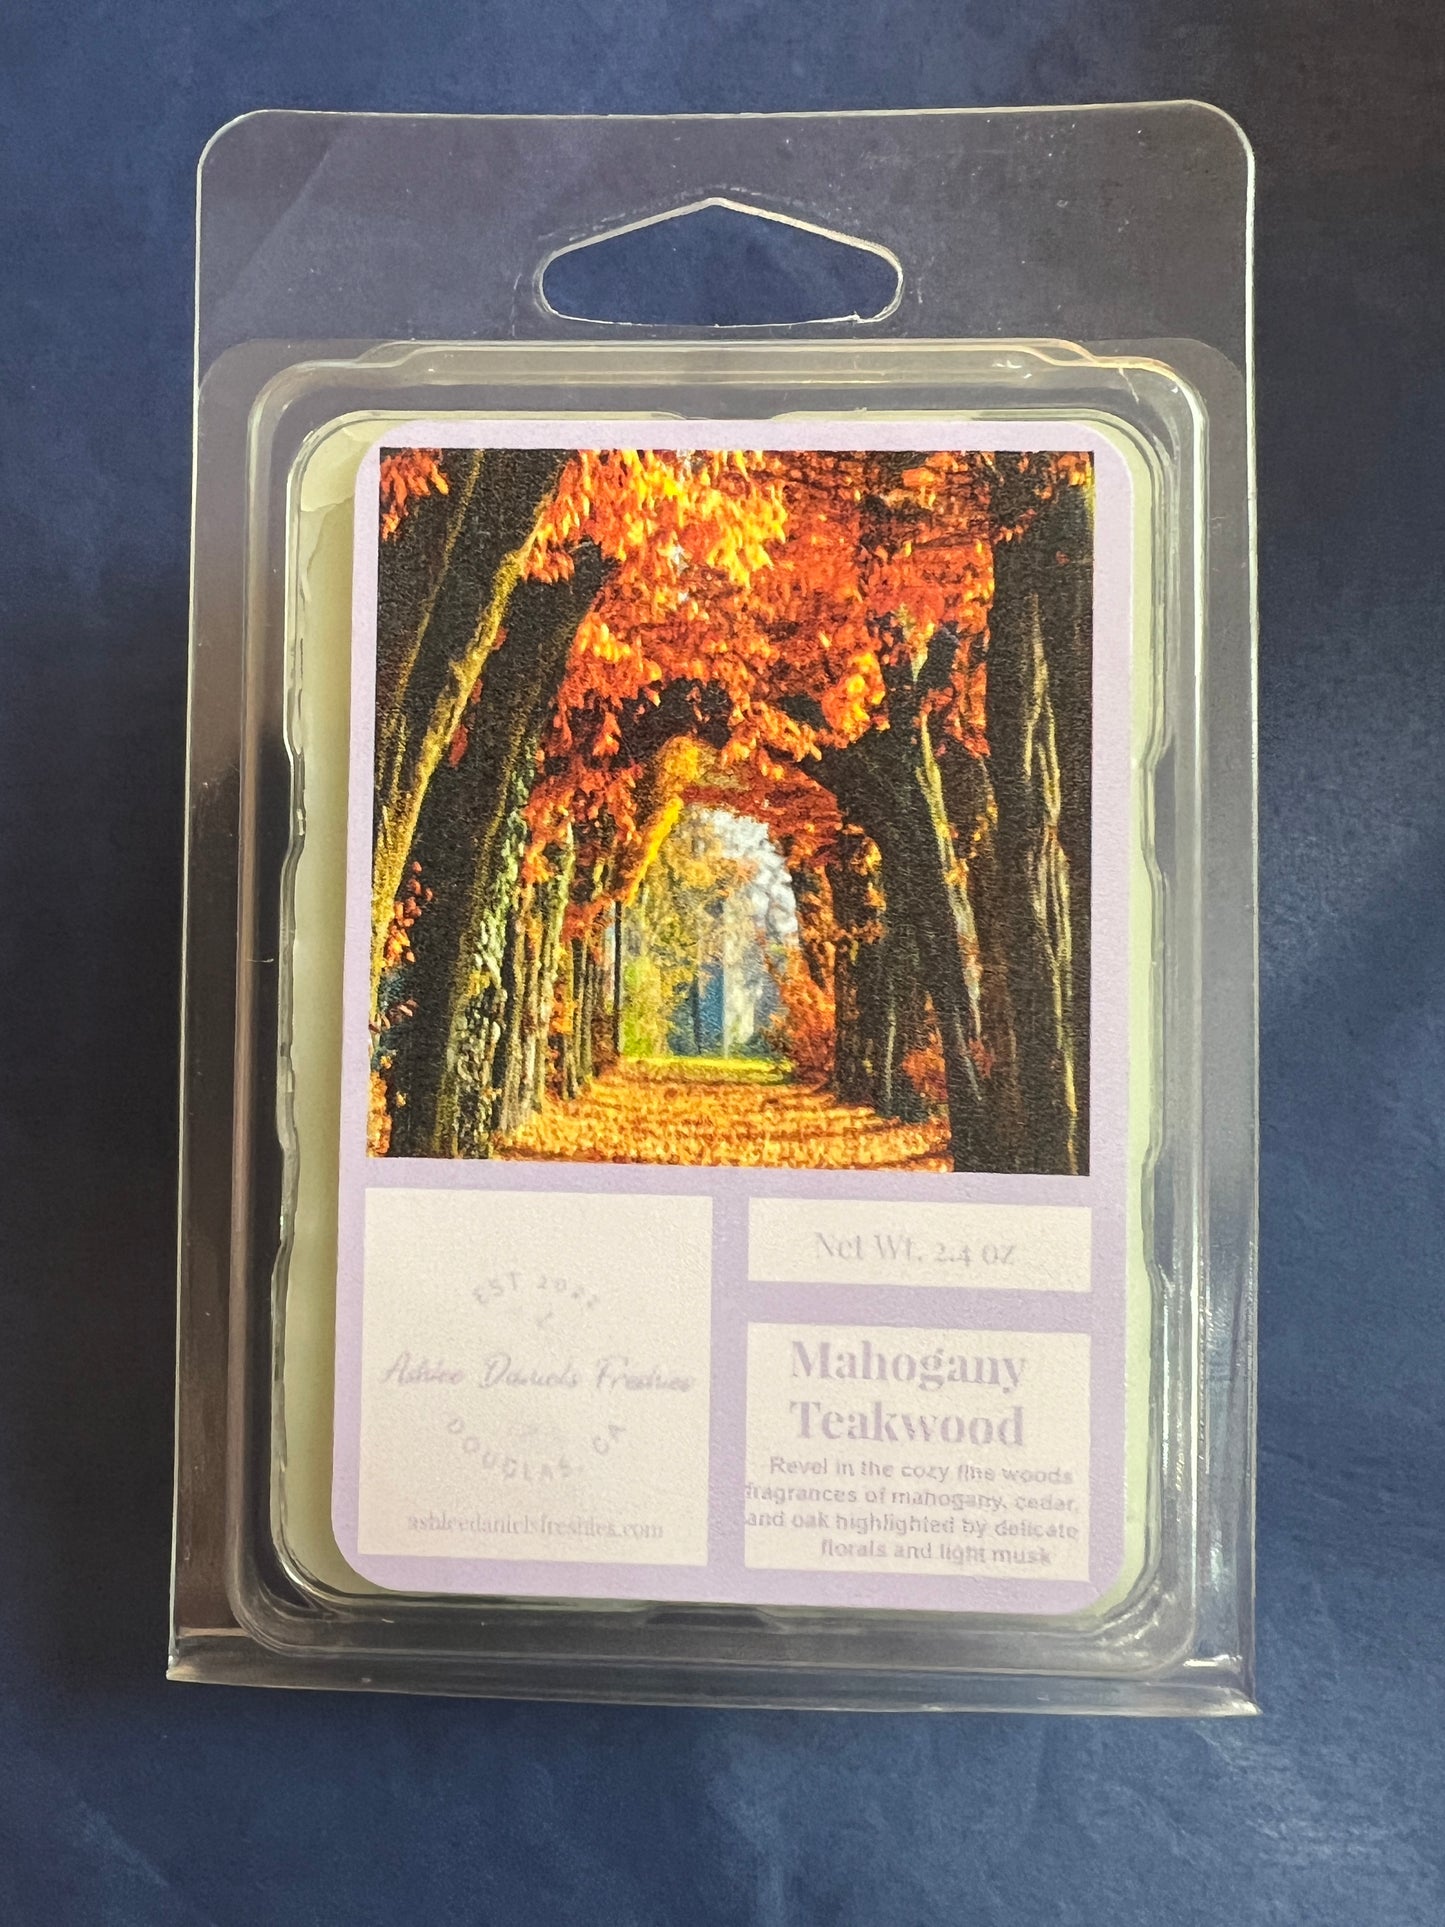 EST 2022
Ashlee Daniels Freshies
DOUGLAS, GA
ashleedanielsfreshies.com
Net Wt. 2.4 oz
Mahogany
Teakwood
Revel in the cozy fine woods
fragrances of mahogany, cedar,
and oak highlighted by delicate
florals and light musk